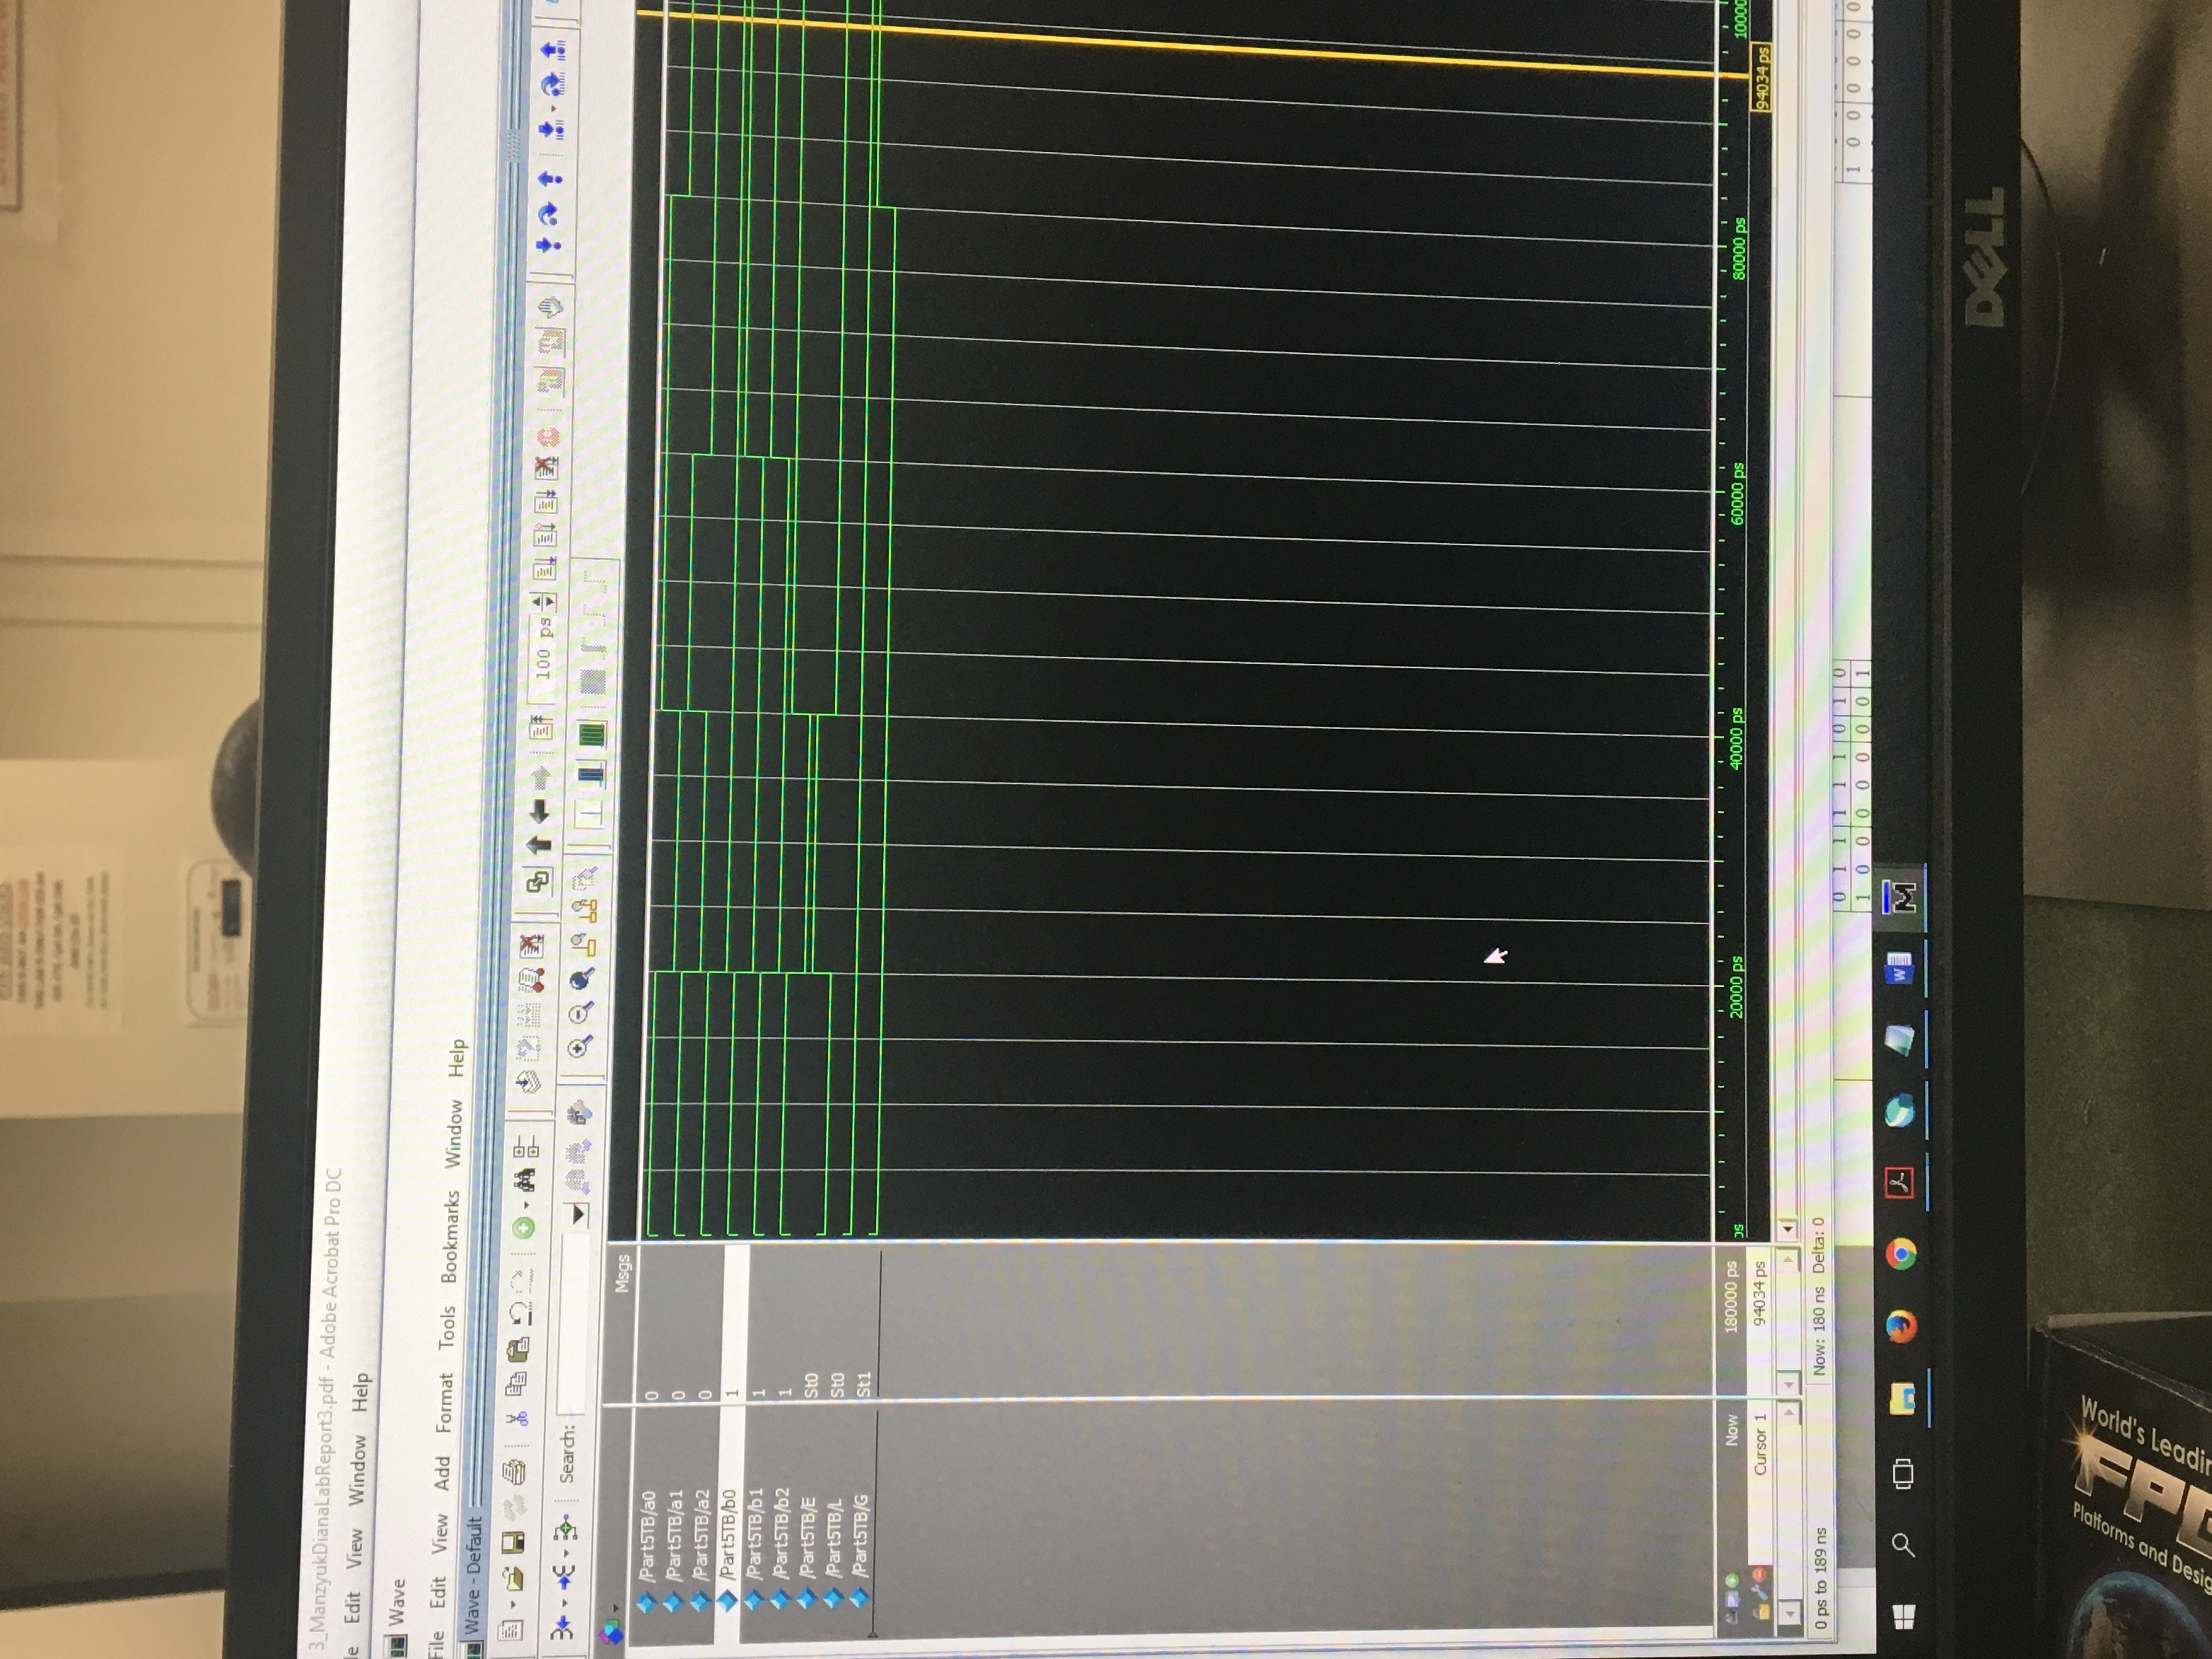 3_ManzyukDianaLabReport3.pdf - Adobe Acrobat Pro DC
le Edit View Window Help
Wave
File Edit View Add Format Tools Bookmarks Window Help
Wave - Default
100 ps
Search:
Msgs
/Part5TB/a0 0
/Part5TB/a1 0
/Part5TB/a2 0
/Part5TB/b0 1
/Part5TB/b1 1
/Part5TB/b2 1
/Part5TB/E St0
/Part5TB/L St0
/Part5TB/G St1
Now 180000 ps
ps 20000 ps 40000 ps 60000 ps 80000 ps 10000
Cursor 1 94034 ps
94034 ps
0 ps to 189 ns Now: 180 ns Delta: 0
0 1 1 1 1 1 0 1 0
1 0 0 0 0 0 0 0 1
1 0 0 0 0 0
DELL
World's Leadin
FPG
Platforms and Desig